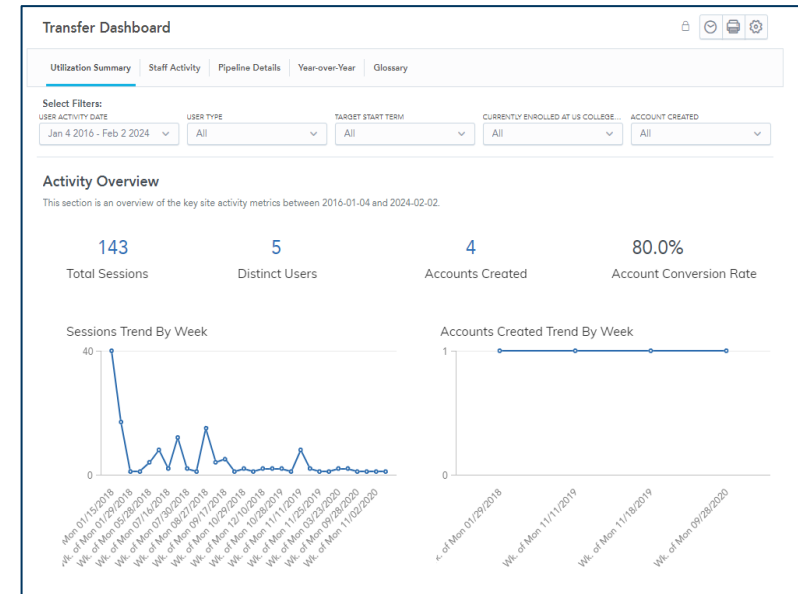 Transfer Dashboard
Utilization Summary Staff Activity Pipeline Details Year-over-Year Glossary
Select Filters:
USER ACTIVITY DATE USER TYPE TARGET START TERM CURRENTLY ENROLLED AT US COLLEGE... ACCOUNT CREATED
Jan 4 2016 - Feb 2 2024 All All All All
Activity Overview
This section is an overview of the key site activity metrics between 2016-01-04 and 2024-02-02.
143 5 4 80.0%
Total Sessions Distinct Users Accounts Created Account Conversion Rate
Sessions Trend By Week Accounts Created Trend By Week
40 1
0 0
Mon 01/15/2018
Wk. of Mon 01/29/2018
Wk. of Mon 05/28/2018
Wk. of Mon 07/16/2018
Wk. of Mon 07/30/2018
Wk. of Mon 08/27/2018
Wk. of Mon 09/17/2018
Wk. of Mon 10/29/2018
Wk. of Mon 12/10/2018
Wk. of Mon 10/28/2019
Wk. of Mon 11/11/2019
Wk. of Mon 11/25/2019
Wk. of Mon 03/23/2020
Wk. of Mon 09/28/2020
Wk. of Mon 11/02/2020
k. of Mon 01/29/2018
Wk. of Mon 11/11/2019
Wk. of Mon 11/18/2019
Wk. of Mon 09/28/2020